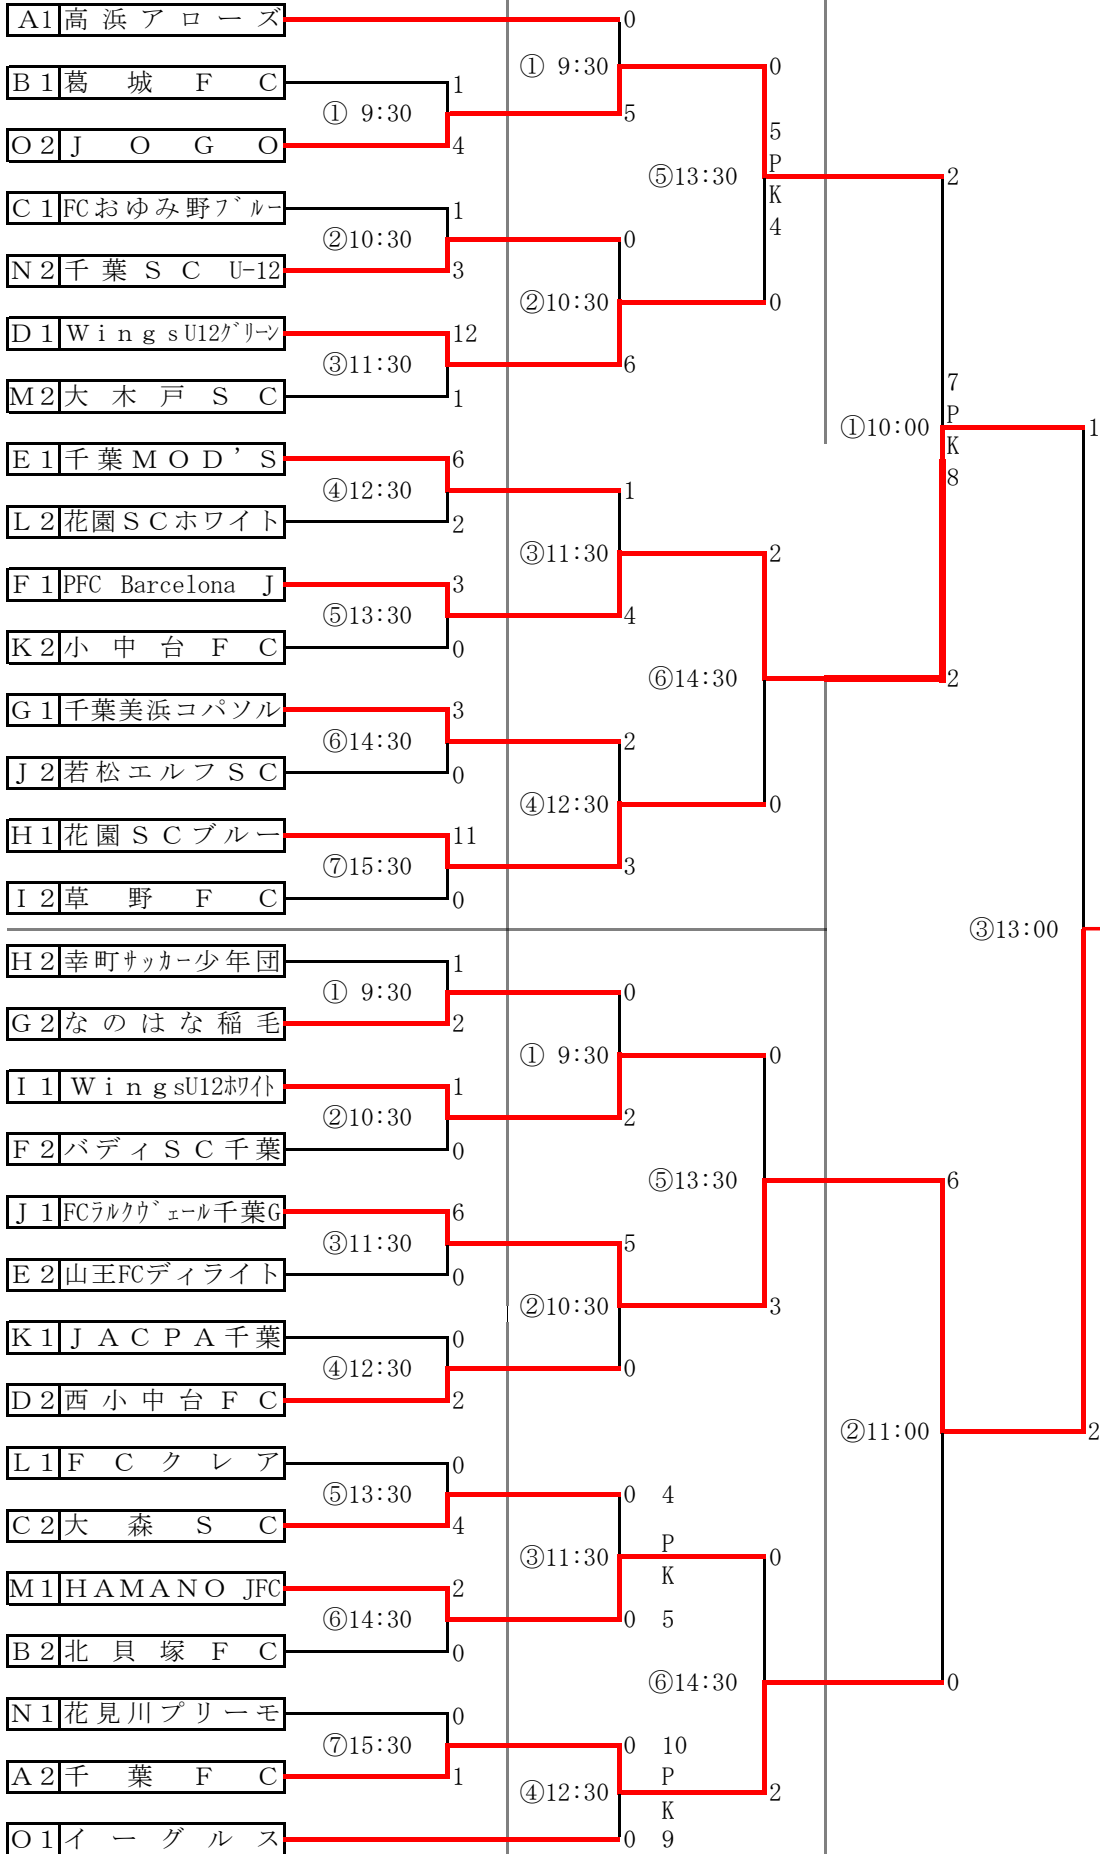 A1 高浜アローズ 0
① 9:30 0
B1 葛城FC 1
① 9:30 5
O2 JOGO 4
5
P
K
4
⑤13:30 2
C1 FCおゆみ野ブルー 1
②10:30 0
N2 千葉SC U-12 3
②10:30 0
D1 WingsU12グリーン 12
③11:30 6
M2 大木戸SC 1
7
P
K
8
①10:00 1
E1 千葉MOD'S 6
④12:30 1
L2 花園SCホワイト 2
③11:30 2
F1 PFC Barcelona J 3
⑤13:30 4
K2 小中台FC 0
⑥14:30 2
G1 千葉美浜コパソル 3
⑥14:30 2
J2 若松エルフSC 0
④12:30 0
H1 花園SCブルー 11
⑦15:30 3
I2 草野FC 0
③13:00
H2 幸町サッカー少年団 1
① 9:30 0
G2 なのはな稲毛 2
① 9:30 0
I1 WingsU12ホワイト 1
②10:30 2
F2 バディSC千葉 0
⑤13:30 6
J1 FCラルクヴェール千葉G 6
③11:30 5
E2 山王FCディライト 0
②10:30 3
K1 JACPA千葉 0
④12:30 0
D2 西小中台FC 2
②11:00 2
L1 FCクレア 0
⑤13:30 0 4
C2 大森SC 4
P
K
③11:30 0
M1 HAMANO JFC 2
⑥14:30 0 5
B2 北貝塚FC 0
⑥14:30 0
N1 花見川プリーモ 0
⑦15:30 0 10
A2 千葉FC 1
P
K
④12:30 2
O1 イーグルス 0 9